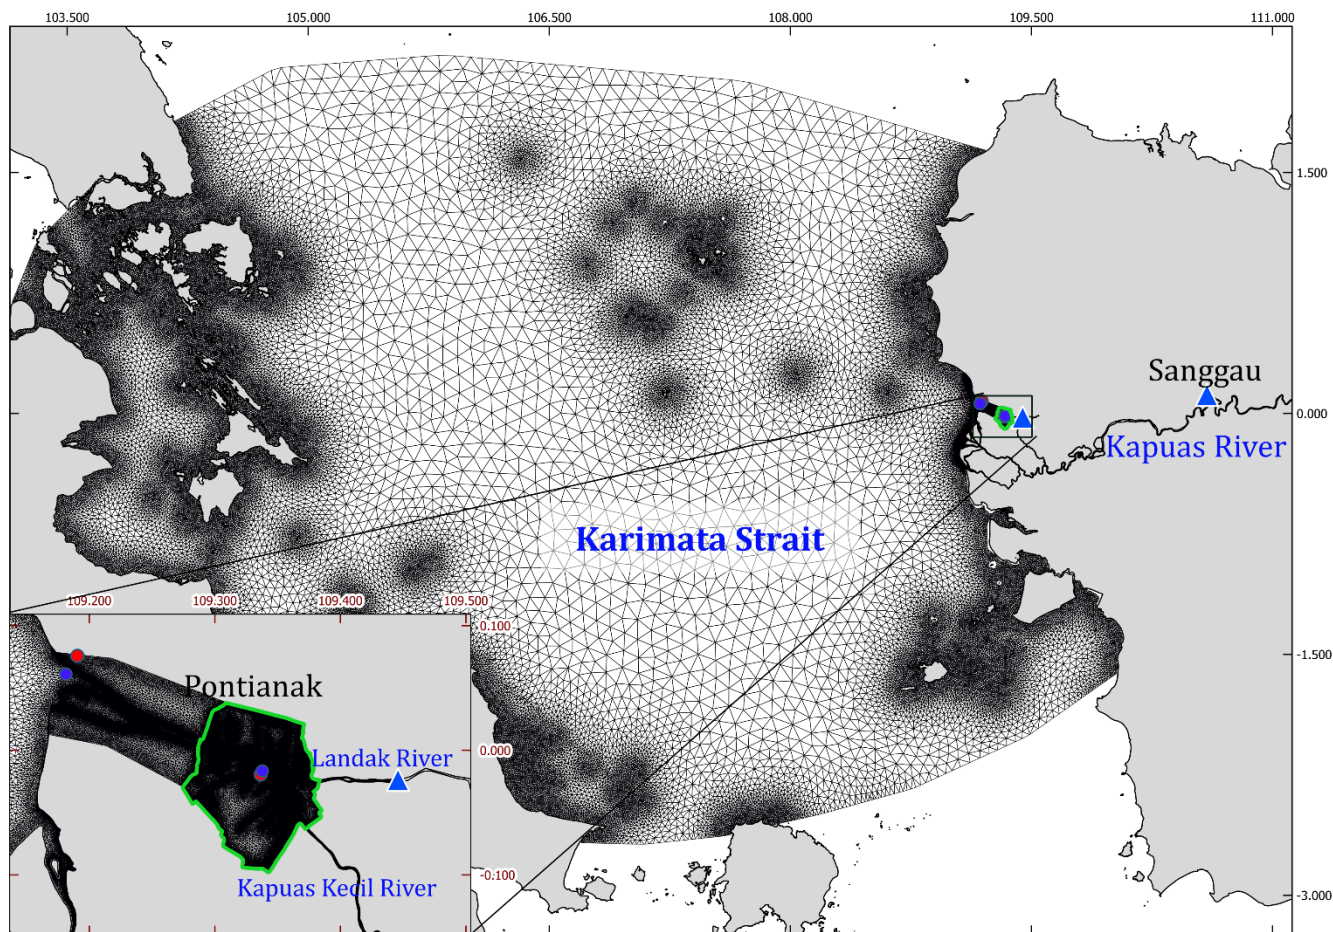 103.500 105.000 106.500 108.000 109.500 111.000
1.500
Sanggau
0.000
Kapuas River
Karimata Strait
109.200 109.300 109.400 109.500
0.100
-1.500
Pontianak
0.000
Landak River
-0.100
Kapuas Kecil River
-3.000